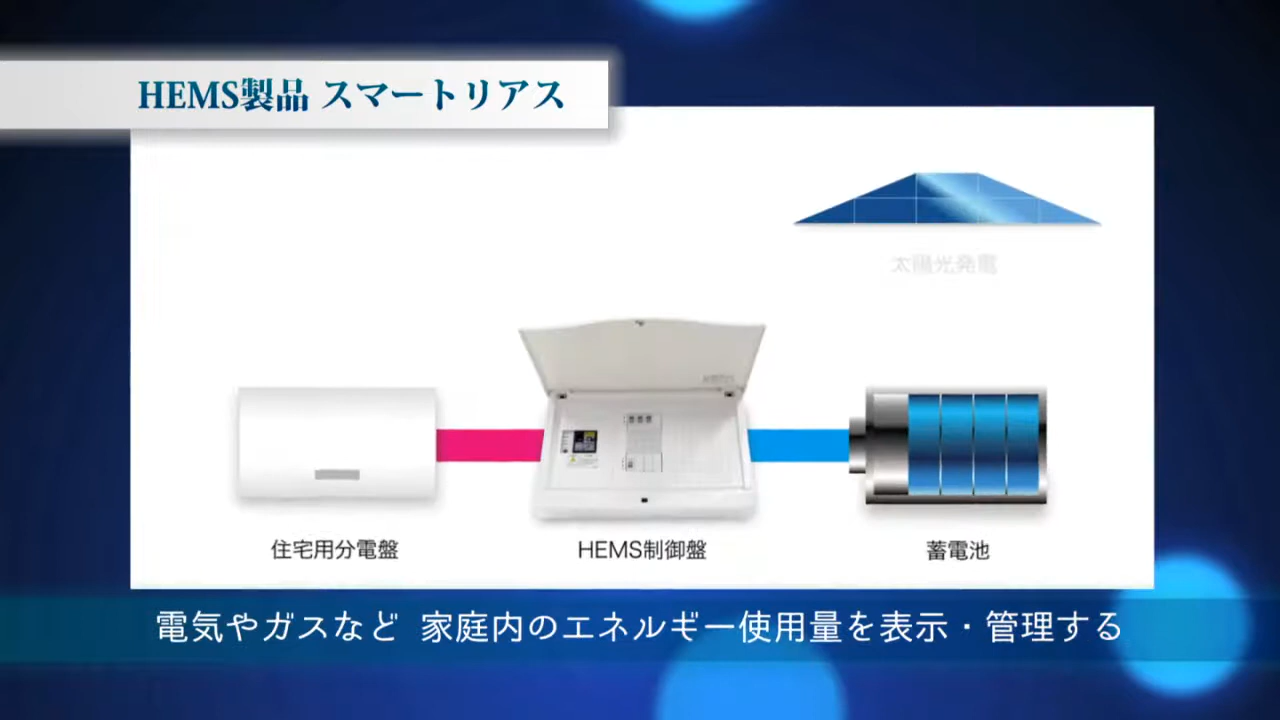 HEMS製品 スマートリアス
太陽光発電
住宅用分電盤
HEMS制御盤
蓄電池
電気やガスなど 家庭内のエネルギー使用量を表示・管理する